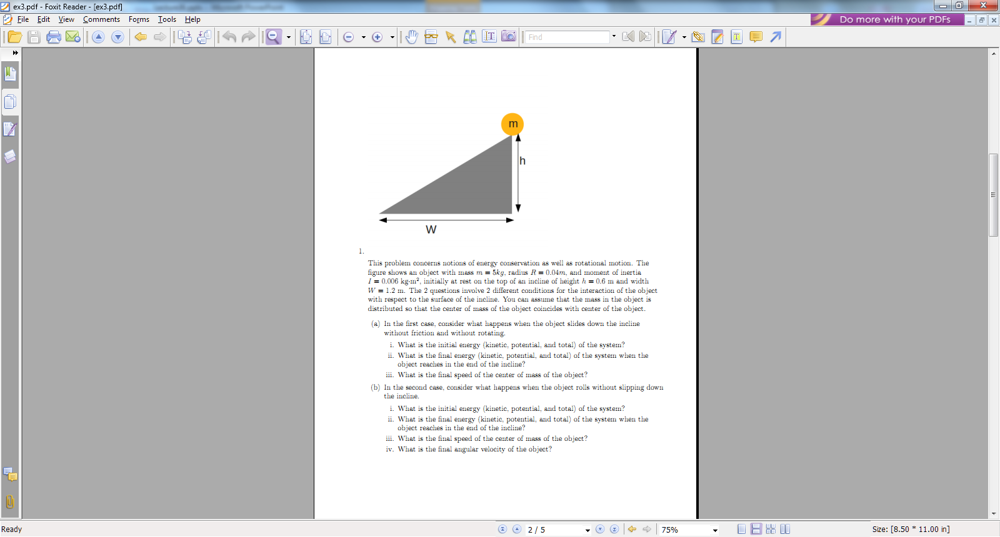 ex3.pdf - Foxit Reader - [ex3.pdf]
File Edit View Comments Forms Tools Help
Do more with your PDFs
Find
m
h
W
1.
This problem concerns notions of energy conservation as well as rotational motion. The
figure shows an object with mass m = 5kg, radius R = 0.04m, and moment of inertia
I = 0.006 kg·m², initially at rest on the top of an incline of height h = 0.6 m and width
W = 1.2 m. The 2 questions involve 2 different conditions for the interaction of the object
with respect to the surface of the incline. You can assume that the mass in the object is
distributed so that the center of mass of the object coincides with center of the object.
(a) In the first case, consider what happens when the object slides down the incline
without friction and without rotating.
i. What is the initial energy (kinetic, potential, and total) of the system?
ii. What is the final energy (kinetic, potential, and total) of the system when the
object reaches in the end of the incline?
iii. What is the final speed of the center of mass of the object?
(b) In the second case, consider what happens when the object rolls without slipping down
the incline.
i. What is the initial energy (kinetic, potential, and total) of the system?
ii. What is the final energy (kinetic, potential, and total) of the system when the
object reaches in the end of the incline?
iii. What is the final speed of the center of mass of the object?
iv. What is the final angular velocity of the object?
Ready
2 / 5
75%
Size: [8.50 * 11.00 in]